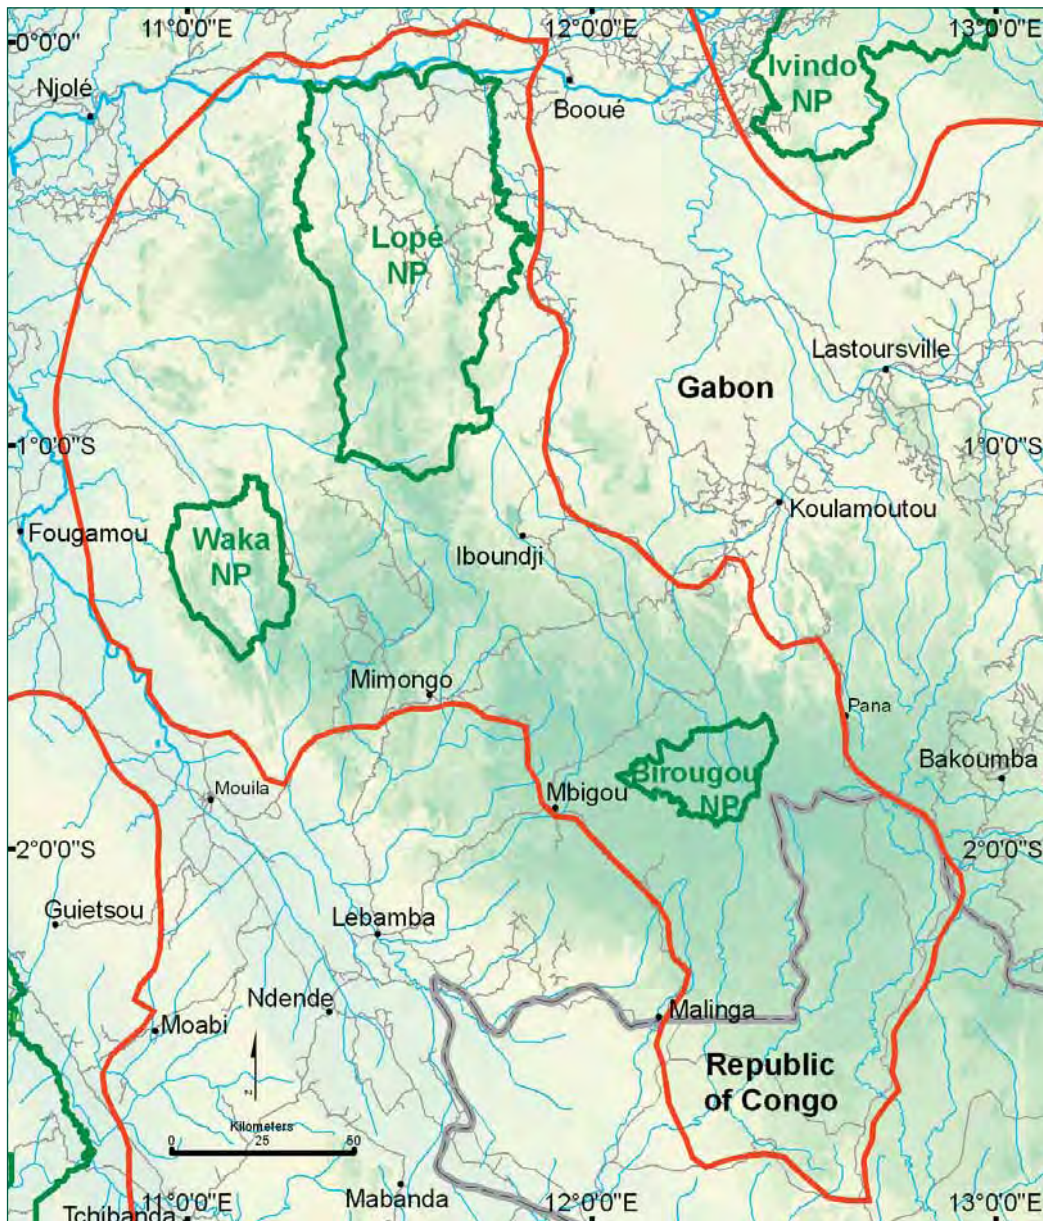 11°0'0"E
12°0'0"E
13°0'0"E
0°0'0"
Njolé
Booué
Ivindo
NP
Lopé
NP
Lastoursville
Gabon
1°0'0"S
1°0'0"S
Koulamoutou
Fougamou
Waka
NP
Iboundji
Mimongo
Pana
Bakoumba
Birougou
NP
Mouila
Mbigou
2°0'0"S
2°0'0"S
Guietsou
Lebamba
Ndende
Malinga
Moabi
Republic
of Congo
z
Kilometers
0 25 50
Mabanda
Tchibanda
11°0'0"E
12°0'0"E
13°0'0"E